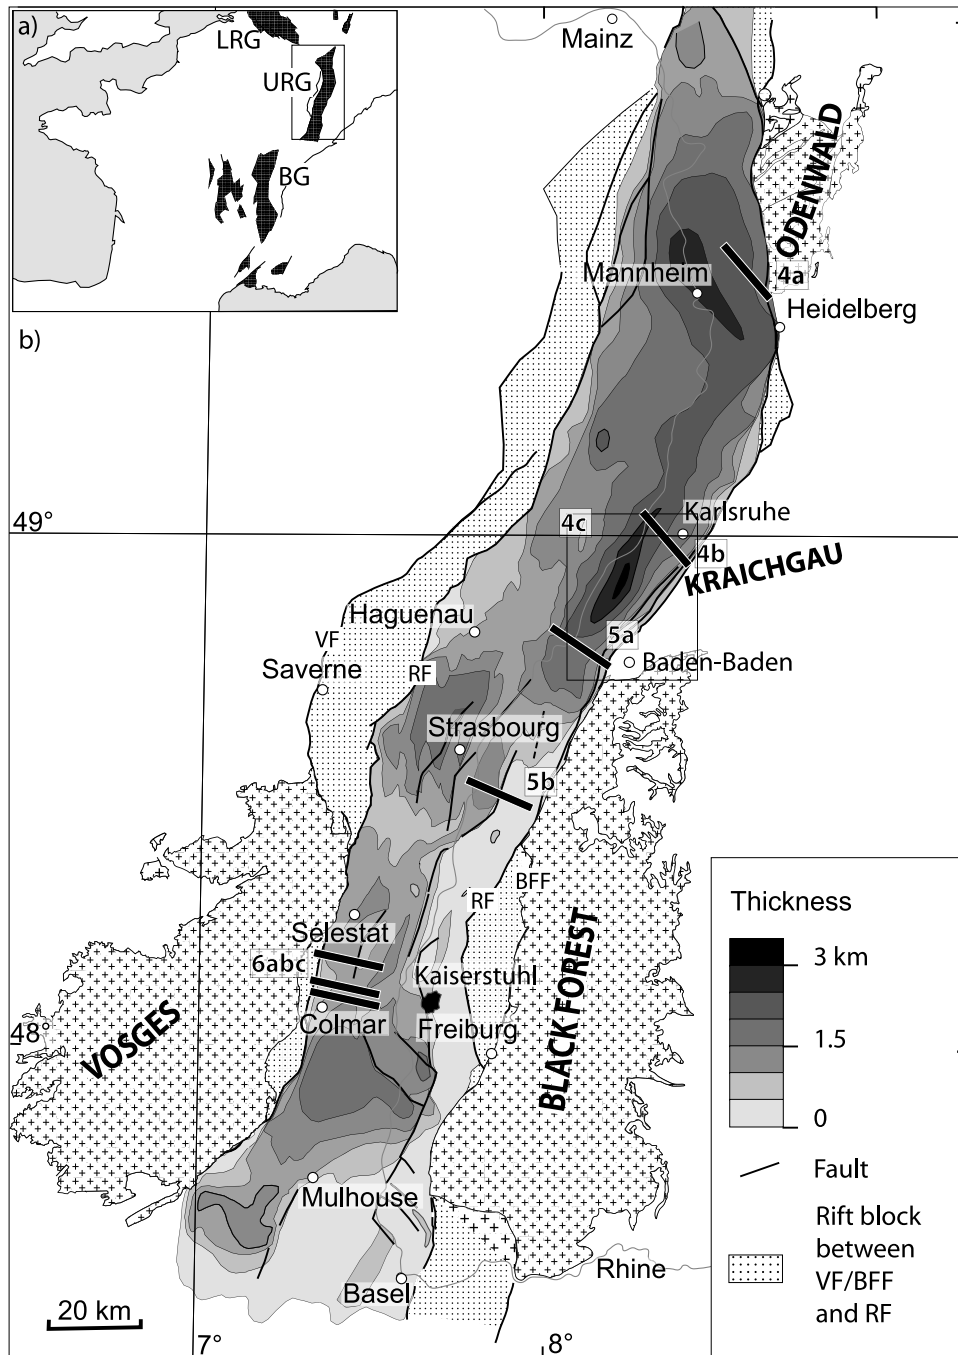 a)
LRG
URG
BG
b)
Mainz
ODENWALD
Mannheim
4a
Heidelberg
49°
4c
Karlsruhe
4b
KRAICHGAU
Haguenau
VF
5a
Saverne
RF
Baden-Baden
Strasbourg
5b
BFF
RF
Sélestat
6abc
Kaiserstuhl
Colmar
Freiburg
48°
VOSGES
BLACK FOREST
Mulhouse
Rhine
Basel
20 km
7°
8°
Thickness
3 km
1.5
0
Fault
Rift block
between
VF/BFF
and RF